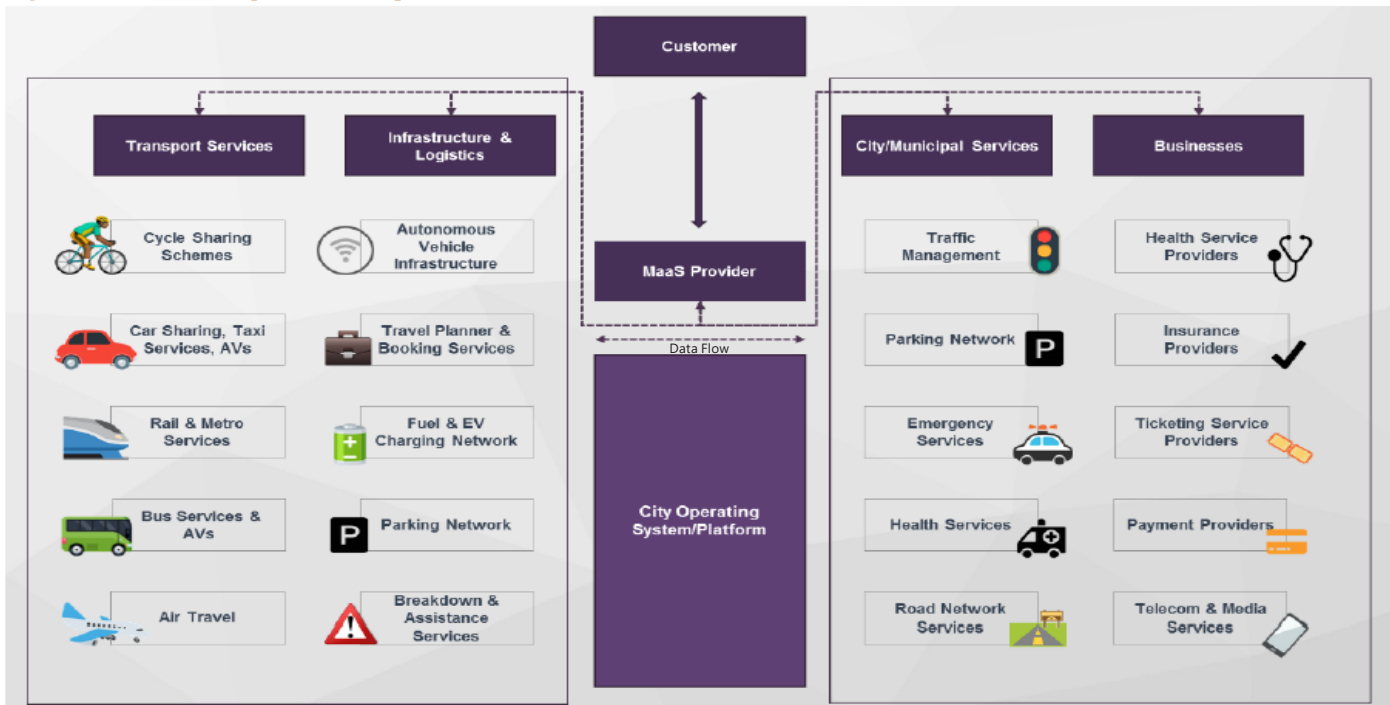 Customer
Transport Services
Infrastructure &
Logistics
City/Municipal Services
Businesses
Cycle Sharing
Schemes
Autonomous
Vehicle
Infrastructure
MaaS Provider
Traffic
Management
Health Service
Providers
Car Sharing, Taxi
Services, AVs
Travel Planner &
Booking Services
Data Flow
Parking Network
P
Insurance
Providers
Rail & Metro
Services
Fuel & EV
Charging Network
Emergency
Services
Ticketing Service
Providers
Bus Services &
AVs
P
Parking Network
City Operating
System/Platform
Health Services
Payment Providers
Air Travel
Breakdown &
Assistance
Services
Road Network
Services
Telecom & Media
Services